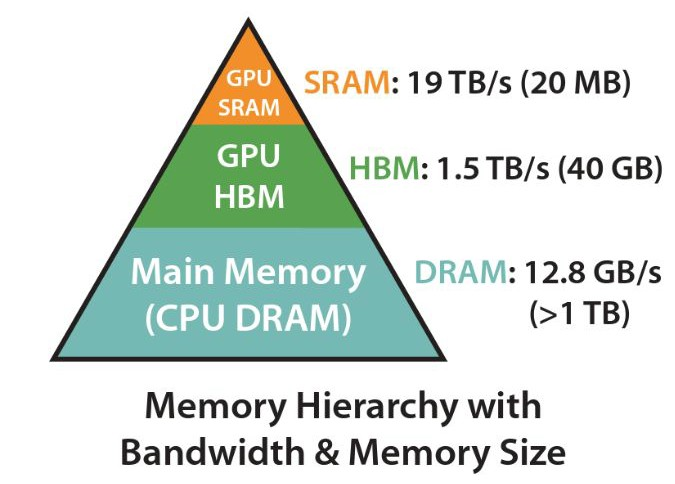 GPU
SRAM
SRAM: 19 TB/s (20 MB)
GPU
HBM
HBM: 1.5 TB/s (40 GB)
Main Memory
(CPU DRAM)
DRAM: 12.8 GB/s
(>1 TB)
Memory Hierarchy with
Bandwidth & Memory Size